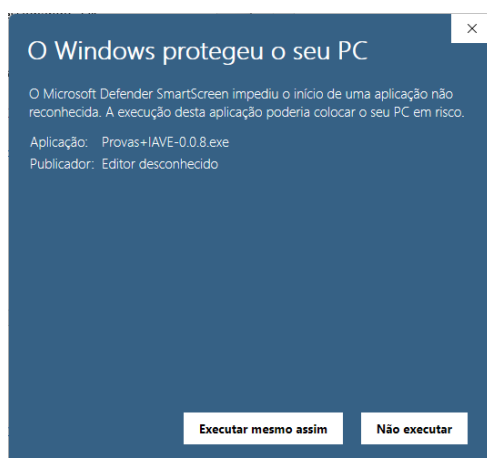 O Windows protegeu o seu PC
O Microsoft Defender SmartScreen impediu o início de uma aplicação não
reconhecida. A execução desta aplicação poderia colocar o seu PC em risco.
Aplicação: Provas+IAVE-0.0.8.exe
Publicador: Editor desconhecido
Executar mesmo assim Não executar